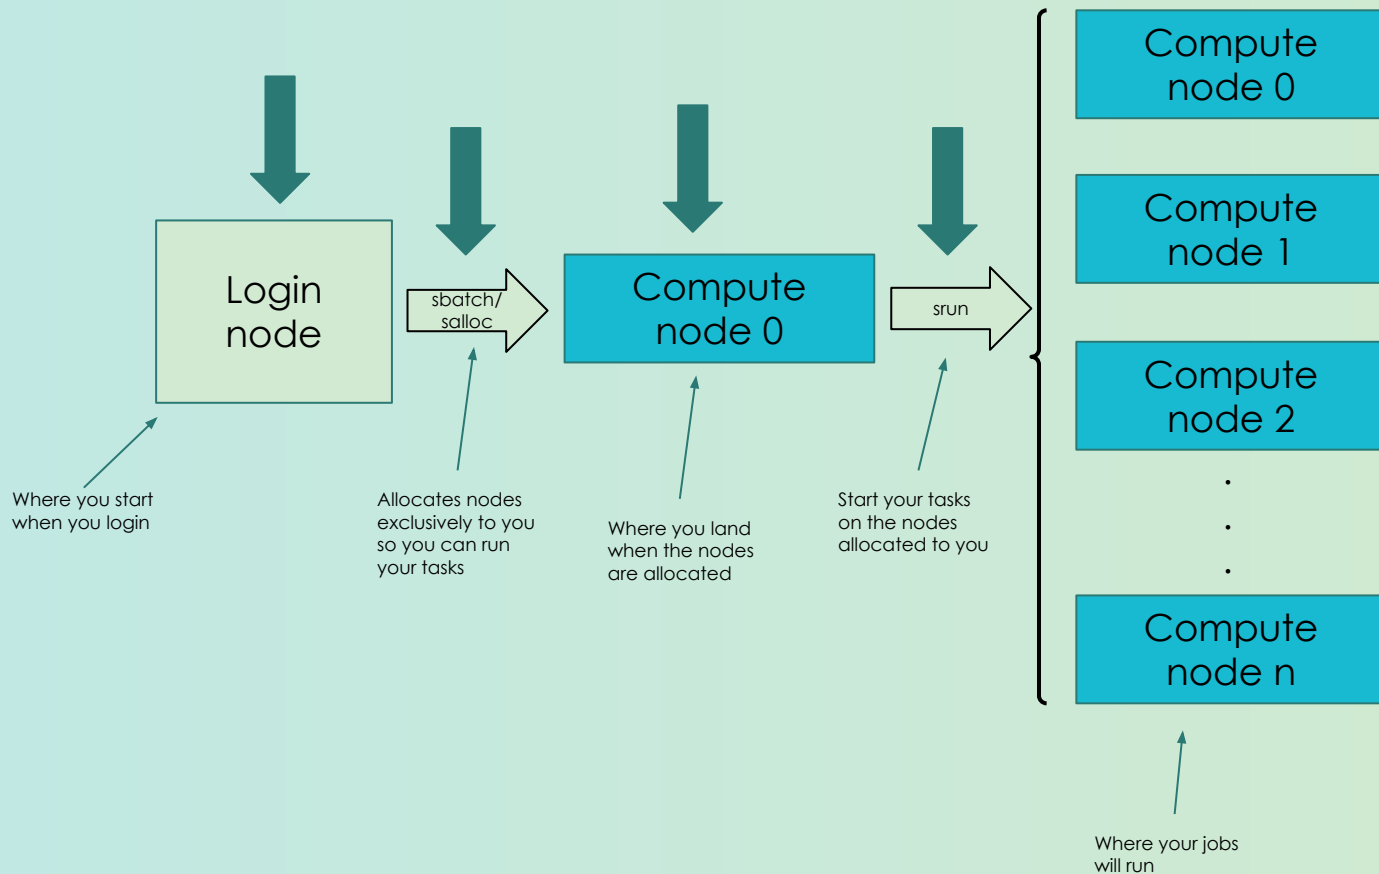 Login
node
sbatch/
salloc
Compute
node 0
srun
Compute
node 0
Compute
node 1
Compute
node 2
.
.
.
Compute
node n
Where you start
when you login
Allocates nodes
exclusively to you
so you can run
your tasks
Where you land
when the nodes
are allocated
Start your tasks
on the nodes
allocated to you
Where your jobs
will run